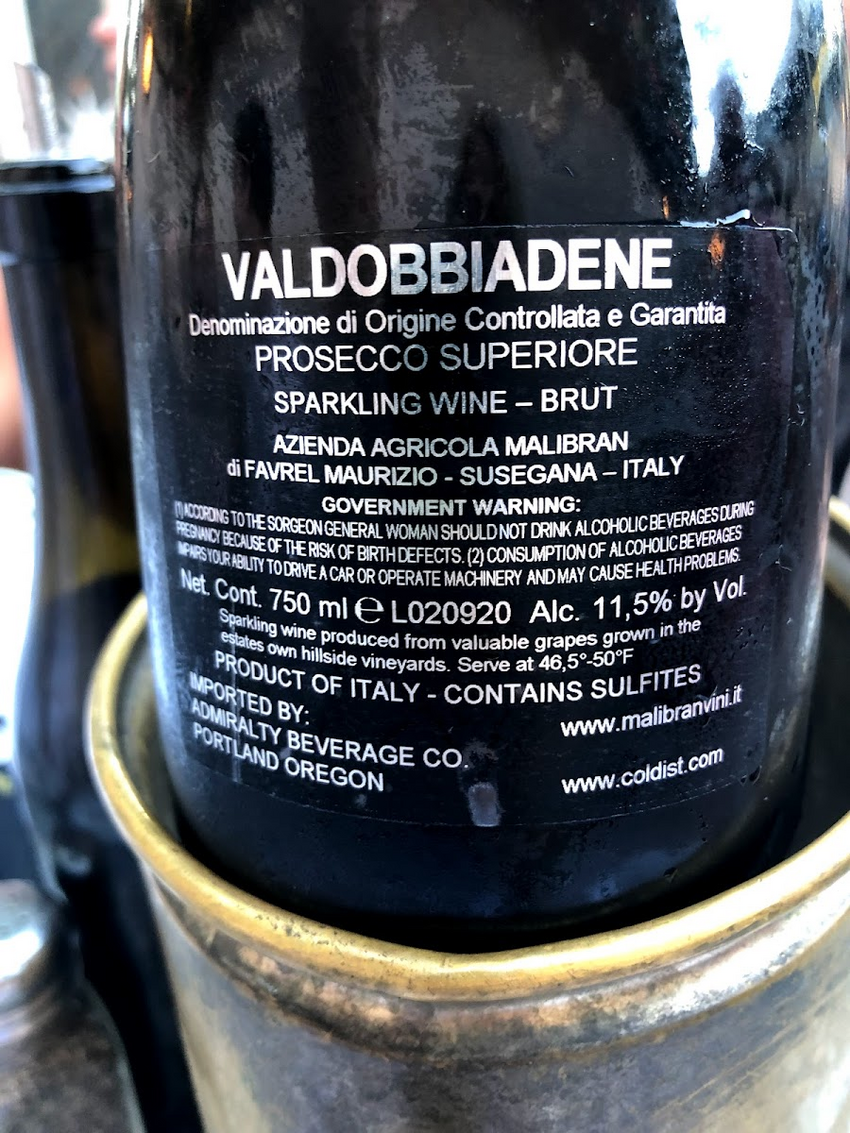 VALDOBBIADENE
Denominazione di Origine Controllata e Garantita
PROSECCO SUPERIORE
SPARKLING WINE – BRUT
AZIENDA AGRICOLA MALIBRAN
di FAVREL MAURIZIO - SUSEGANA – ITALY
GOVERNMENT WARNING:
(1) ACCORDING TO THE SORGEON GENERAL WOMAN SHOULD NOT DRINK ALCOHOLIC BEVERAGES DURING
PREGNANCY BECAUSE OF THE RISK OF BIRTH DEFECTS. (2) CONSUMPTION OF ALCOHOLIC BEVERAGES
IMPAIRS YOUR ABILITY TO DRIVE A CAR OR OPERATE MACHINERY AND MAY CAUSE HEALTH PROBLEMS.
Net. Cont. 750 ml e L020920 Alc. 11,5% by Vol.
Sparkling wine produced from valuable grapes grown in the
estates own hillside vineyards. Serve at 46,5°-50°F
PRODUCT OF ITALY - CONTAINS SULFITES
IMPORTED BY:
ADMIRALTY BEVERAGE CO.
PORTLAND OREGON
www.malibranvini.it
www.coldist.com